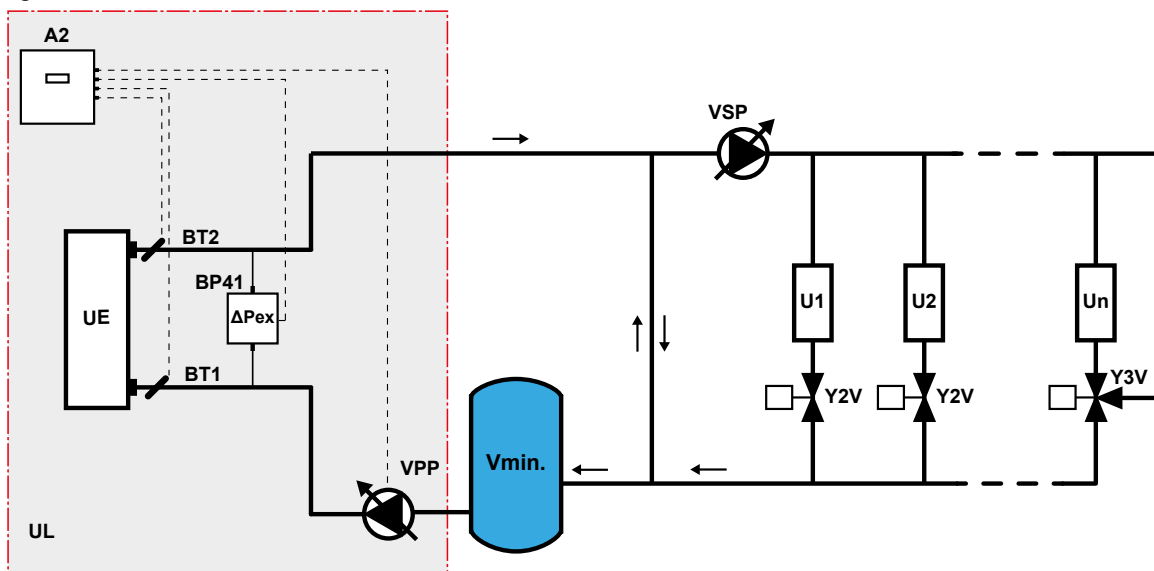 A2
VSP
BT2
BP41
ΔPex
UE
U1
U2
Un
BT1
Y2V
Y2V
Y3V
Vmin.
VPP
UL